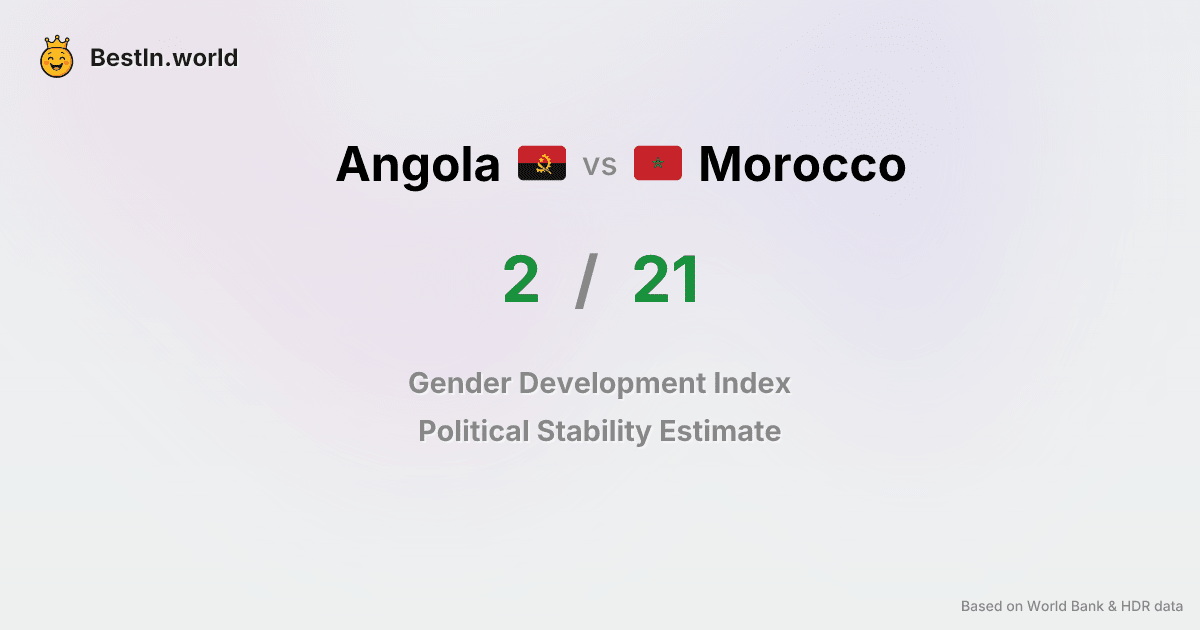 BestIn.world
Angola vs Morocco
2 / 21
Gender Development Index
Political Stability Estimate
Based on World Bank & HDR data